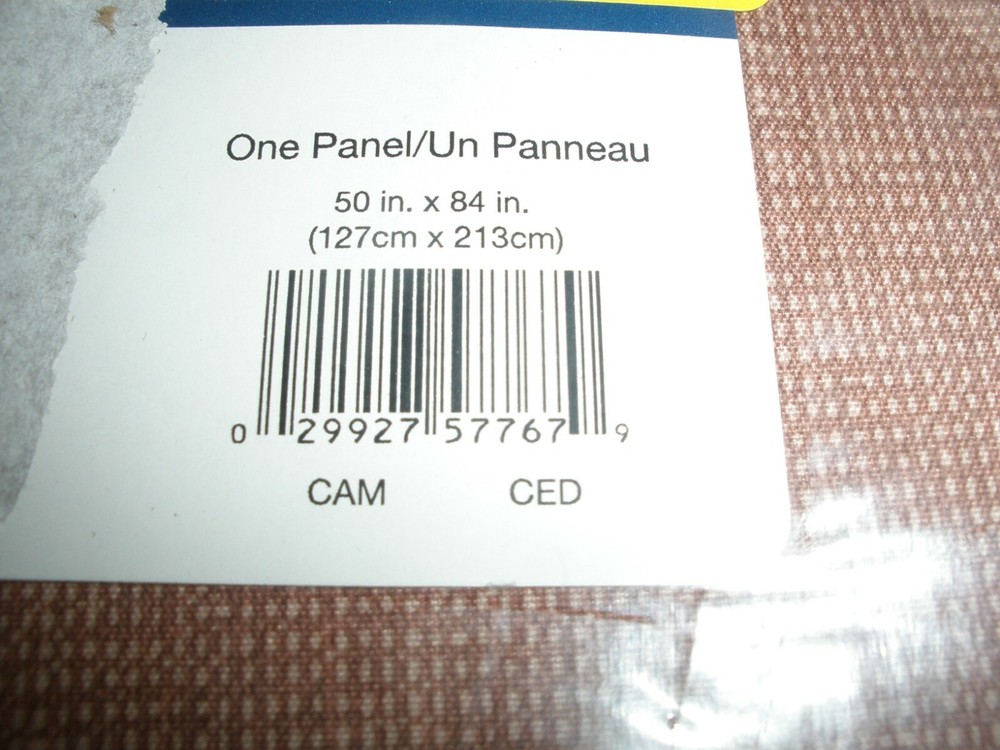 One Panel/Un Panneau
50 in. x 84 in.
(127cm x 213cm)
0 29927 57767 9
CAM CED